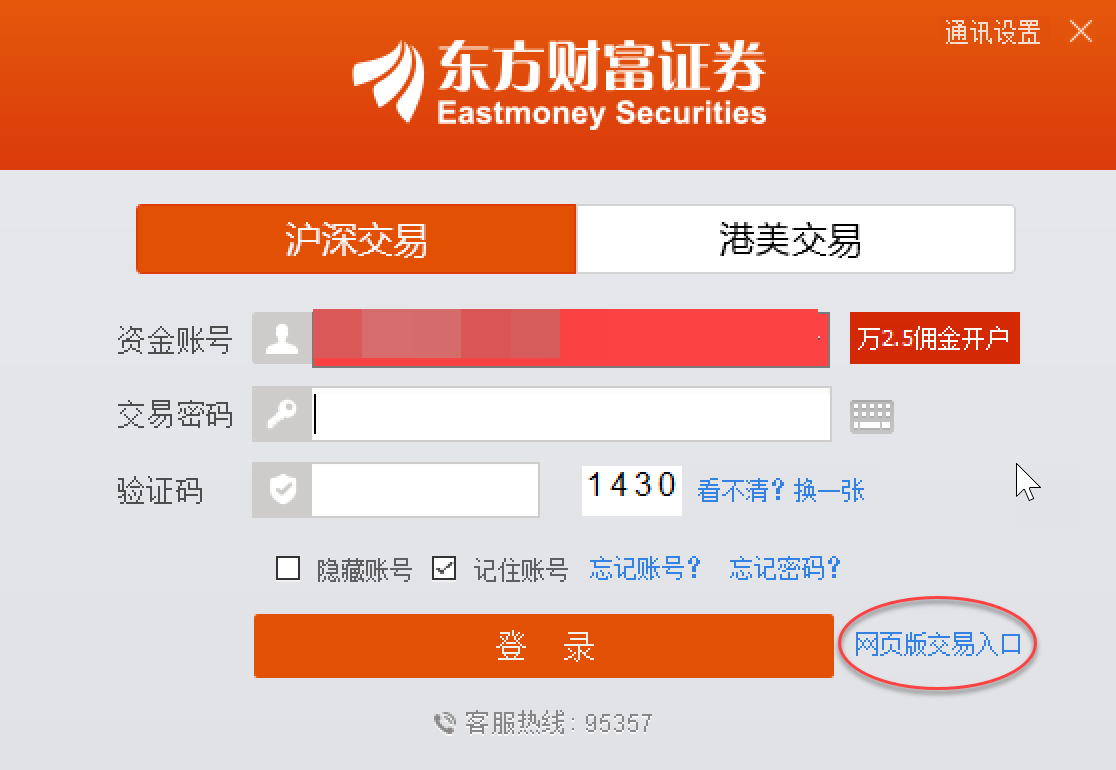 通讯设置
东方财富证券
Eastmoney Securities
沪深交易 港美交易
资金账号 万2.5佣金开户
交易密码
验证码 1430 看不清?换一张
隐藏账号 记住账号 忘记账号? 忘记密码?
登 录 网页版交易入口
客服热线: 95357